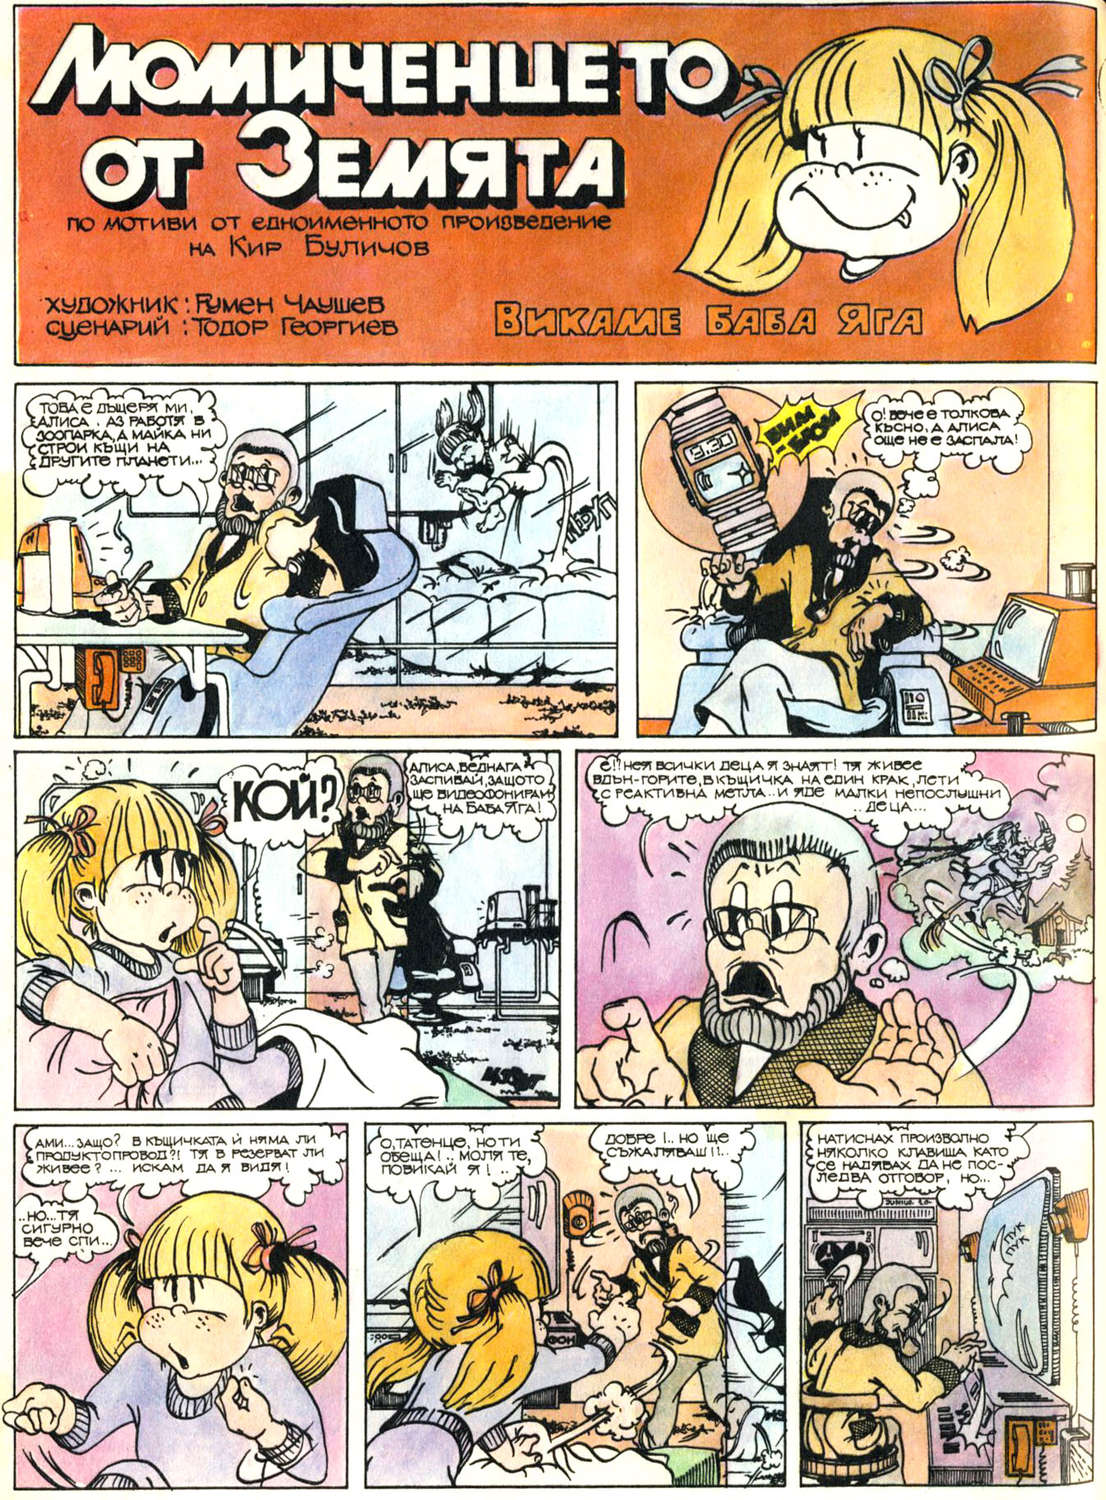 МОМИЧЕНЦЕТО
ОТ ЗЕМЯТА
ПО МОТИВИ ОТ ЕДНОИМЕННОТО ПРОИЗВЕДЕНИЕ
НА КИР БУЛИЧОВ
ХУДОЖНИК: РУМЕН ЧАУШЕВ
СЦЕНАРИЙ: ТОДОР ГЕОРГИЕВ
ВИКАМЕ БАБА ЯГА
ТОВА Е ДЪЩЕРЯ МИ,
АЛИСА. АЗ РАБОТЯ В
ЗООПАРКА, А МАЙКА НИ
СТРОИ КЪЩИ НА
ДРУГИТЕ ПЛАНЕТИ...
БИМ
-БОМ
О! ВЕЧЕ Е ТОЛКОВА
КЪСНО, А АЛИСА
ОЩЕ НЕ Е ЗАСПАЛА!
КОЙ?
АЛИСА, ВЕДНАГА
ЗАСПИВАЙ, ЗАЩОТО
ЩЕ ВИДЕОФОНИРАМ
НА БАБА ЯГА!
Е!? НЕЯ ВСИЧКИ ДЕЦА Я ЗНАЯТ! ТЯ ЖИВЕЕ
ВДЪН-ГОРИТЕ, В КЪЩИЧКА НА ЕДИН КРАК, ЛЕТИ
С РЕАКТИВНА МЕТЛА... И ЯДЕ МАЛКИ НЕПОСЛУШНИ
ДЕЦА...
АМИ...ЗАЩО? В КЪЩИЧКАТА Й НЯМА ЛИ
ПРОДУКТОПРОВОД?! ТЯ В РЕЗЕРВАТ ЛИ
ЖИВЕЕ? ... ИСКАМ ДА Я ВИДЯ!
..НО...ТЯ
СИГУРНО
ВЕЧЕ СПИ...
О, ТАТЕНЦЕ, НО ТИ
ОБЕЩА!.. МОЛЯ ТЕ,
ПОВИКАЙ Я!..
ДОБРЕ!.. НО ЩЕ
СЪЖАЛЯВАШ!!..
ФОН
НАТИСНАХ ПРОИЗВОЛНО
НЯКОЛКО КЛАВИША КАТО
СЕ НАДЯВАХ ДА НЕ ПОС-
ЛЕДВА ОТГОВОР, НО...
ПУК
ПУК